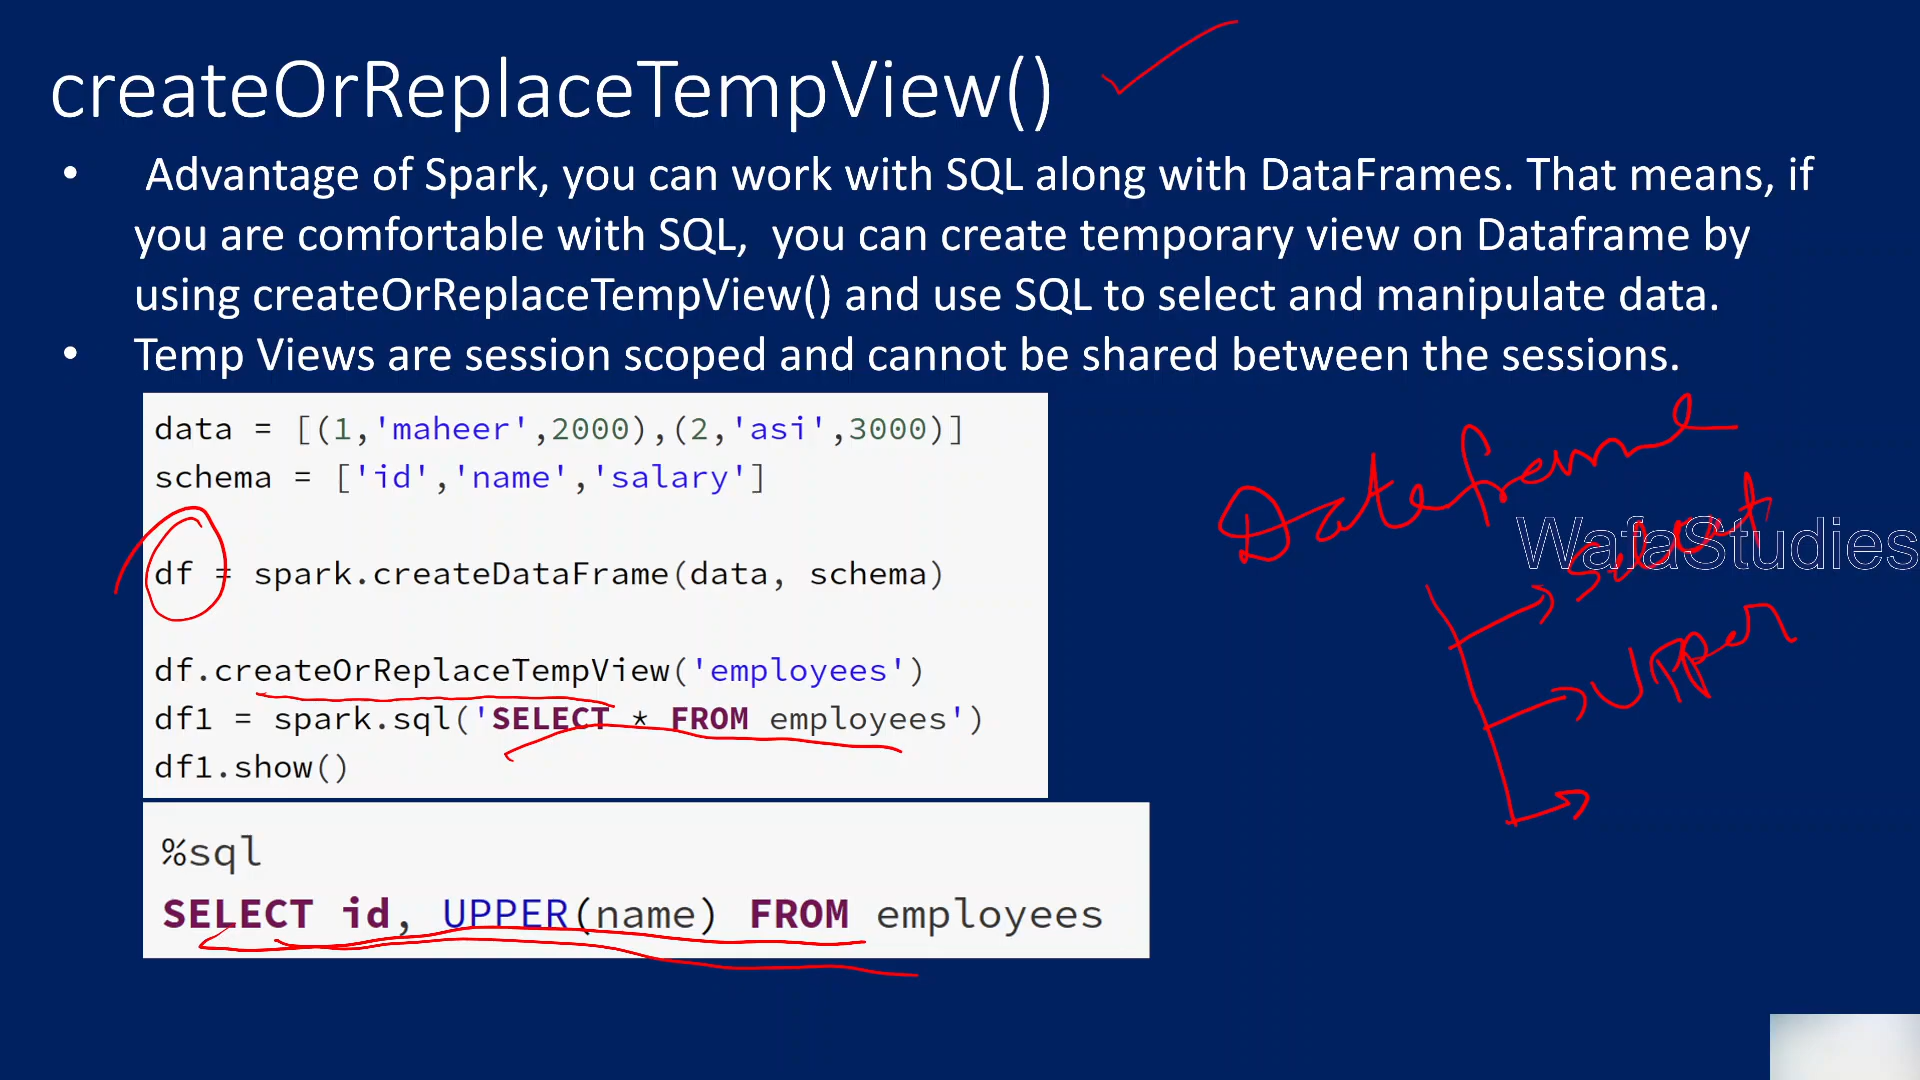 createOrReplaceTempView()
• Advantage of Spark, you can work with SQL along with DataFrames. That means, if
you are comfortable with SQL, you can create temporary view on Dataframe by
using createOrReplaceTempView() and use SQL to select and manipulate data.
• Temp Views are session scoped and cannot be shared between the sessions.
data = [(1,'maheer',2000),(2,'asi',3000)]
schema = ['id','name','salary']
df = spark.createDataFrame(data, schema)
df.createOrReplaceTempView('employees')
df1 = spark.sql('SELECT * FROM employees')
df1.show()
%sql
SELECT id, UPPER(name) FROM employees
Dateframe
WafaStudies
Select
Upper